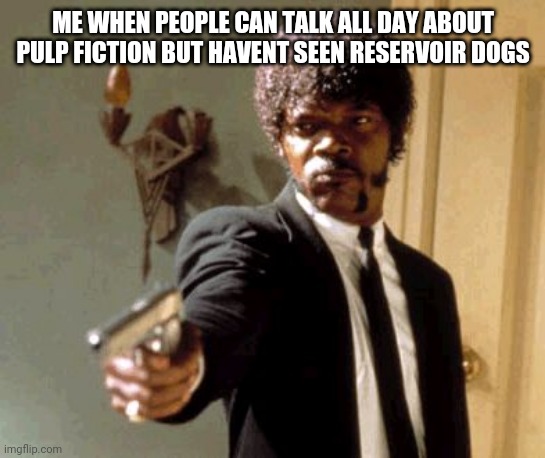 ME WHEN PEOPLE CAN TALK ALL DAY ABOUT
PULP FICTION BUT HAVENT SEEN RESERVOIR DOGS
imgflip.com